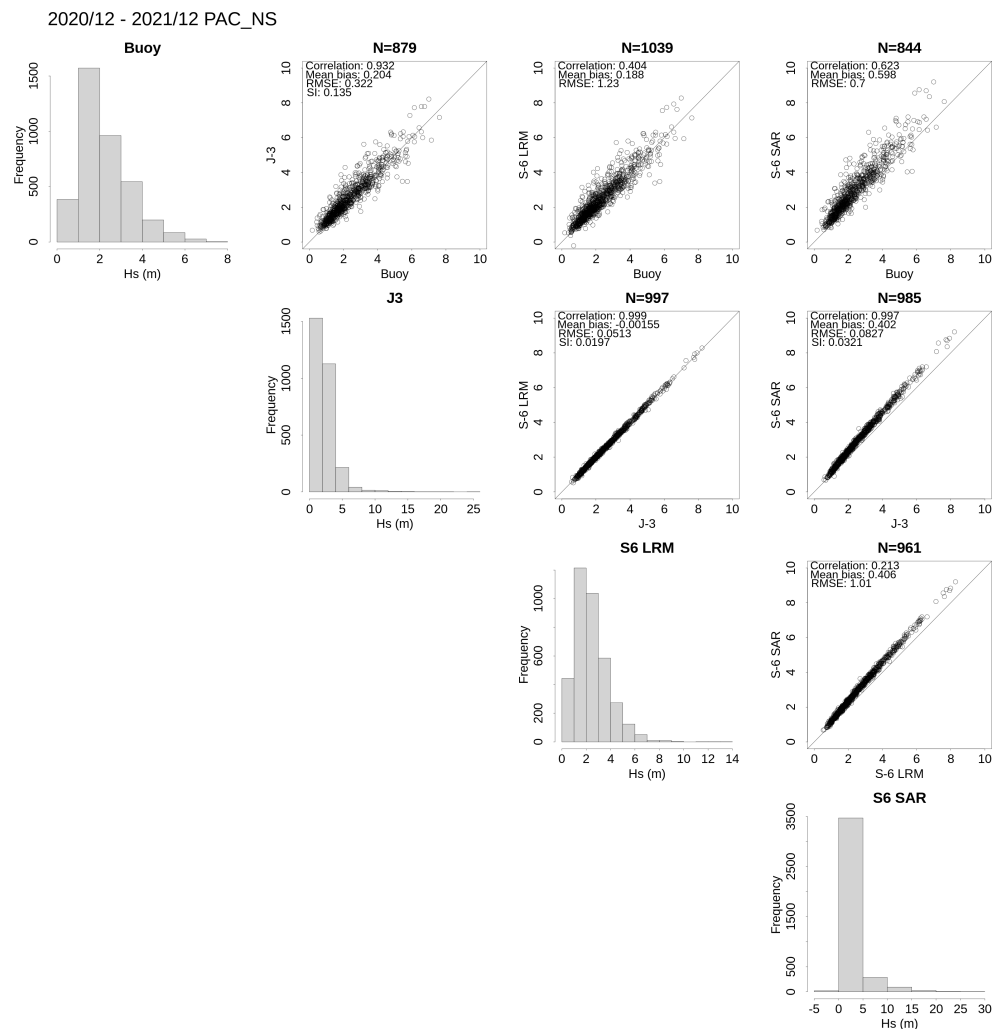 2020/12 - 2021/12 PAC_NS
Buoy
N=879
N=1039
N=844
Frequency
0
500
1000
1500
0 2 4 6 8
Hs (m)
Correlation: 0.932
Mean bias: 0.204
RMSE: 0.322
SI: 0.135
J-3
0 2 4 6 8 10
0 2 4 6 8 10
Buoy
Correlation: 0.404
Mean bias: 0.188
RMSE: 1.23
S-6 LRM
0 2 4 6 8 10
0 2 4 6 8 10
Buoy
Correlation: 0.623
Mean bias: 0.598
RMSE: 0.7
S-6 SAR
0 2 4 6 8 10
0 2 4 6 8 10
Buoy
J3
N=997
N=985
Frequency
0 500 1000 1500
0 5 10 15 20 25
Hs (m)
Correlation: 0.999
Mean bias: -0.00155
RMSE: 0.0513
SI: 0.0197
S-6 LRM
0 2 4 6 8 10
0 2 4 6 8 10
J-3
Correlation: 0.997
Mean bias: 0.402
RMSE: 0.0827
SI: 0.0321
S-6 SAR
0 2 4 6 8 10
0 2 4 6 8 10
J-3
S6 LRM
N=961
Frequency
0 200 600 1000
0 2 4 6 8 10 12 14
Hs (m)
Correlation: 0.213
Mean bias: 0.406
RMSE: 1.01
S-6 SAR
0 2 4 6 8 10
0 2 4 6 8 10
S-6 LRM
S6 SAR
Frequency
0 500 1500 2500 3500
-5 0 5 10 15 20 25 30
Hs (m)